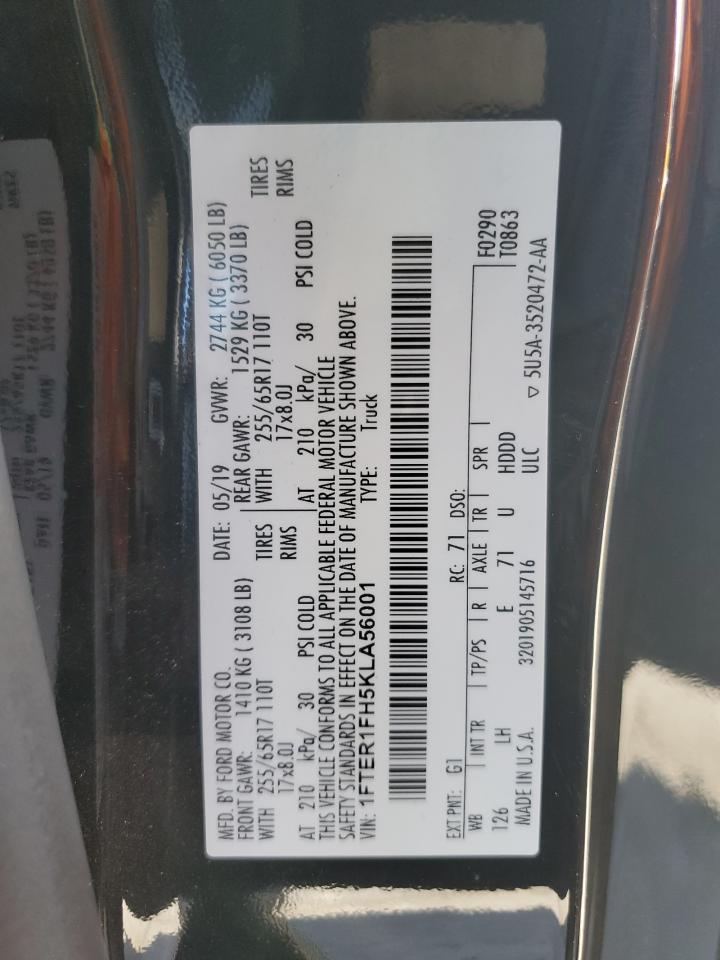 MFD. BY FORD MOTOR CO.
DATE: 05/19 GVWR: 2744 KG ( 6050 LB)
FRONT GAWR: 1410 KG ( 3108 LB)
REAR GAWR: 1529 KG ( 3370 LB)
WITH 255/65R17 110T TIRES
WITH 255/65R17 110T TIRES
17x8.0J RIMS
17x8.0J RIMS
AT 210 kPa/ 30 PSI COLD
AT 210 kPa/ 30 PSI COLD
THIS VEHICLE CONFORMS TO ALL APPLICABLE FEDERAL MOTOR VEHICLE
SAFETY STANDARDS IN EFFECT ON THE DATE OF MANUFACTURE SHOWN ABOVE.
VIN: 1FTER1FH5KLA56001 TYPE: Truck
EXT PNT: G1 RC: 71 DSO: F0290
WB INT TR TP/PS R AXLE TR SPR T0863
126 LH E 71 U HDDD
MADE IN U.S.A. 3201905145716 ULC ▽ 5U5A-3520472-AA